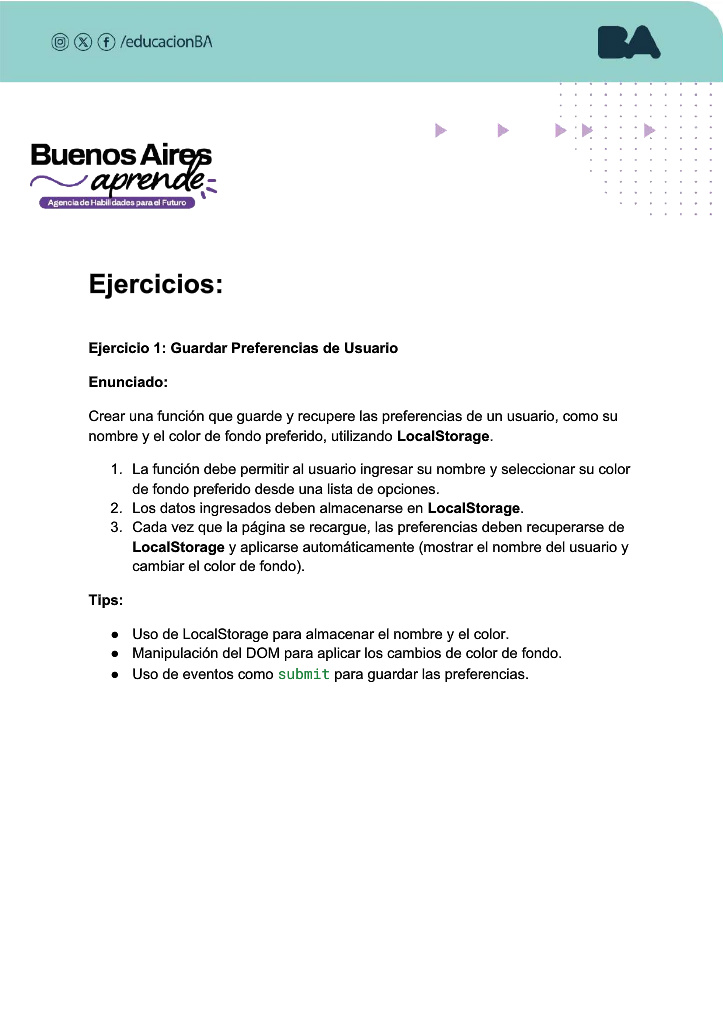 /educacionBA
BA
Buenos Aires
aprende
Agencia de Habilidades para el Futuro
Ejercicios:
Ejercicio 1: Guardar Preferencias de Usuario
Enunciado:
Crear una función que guarde y recupere las preferencias de un usuario, como su
nombre y el color de fondo preferido, utilizando LocalStorage.
1. La función debe permitir al usuario ingresar su nombre y seleccionar su color
de fondo preferido desde una lista de opciones.
2. Los datos ingresados deben almacenarse en LocalStorage.
3. Cada vez que la página se recargue, las preferencias deben recuperarse de
LocalStorage y aplicarse automáticamente (mostrar el nombre del usuario y
cambiar el color de fondo).
Tips:
● Uso de LocalStorage para almacenar el nombre y el color.
● Manipulación del DOM para aplicar los cambios de color de fondo.
● Uso de eventos como submit para guardar las preferencias.